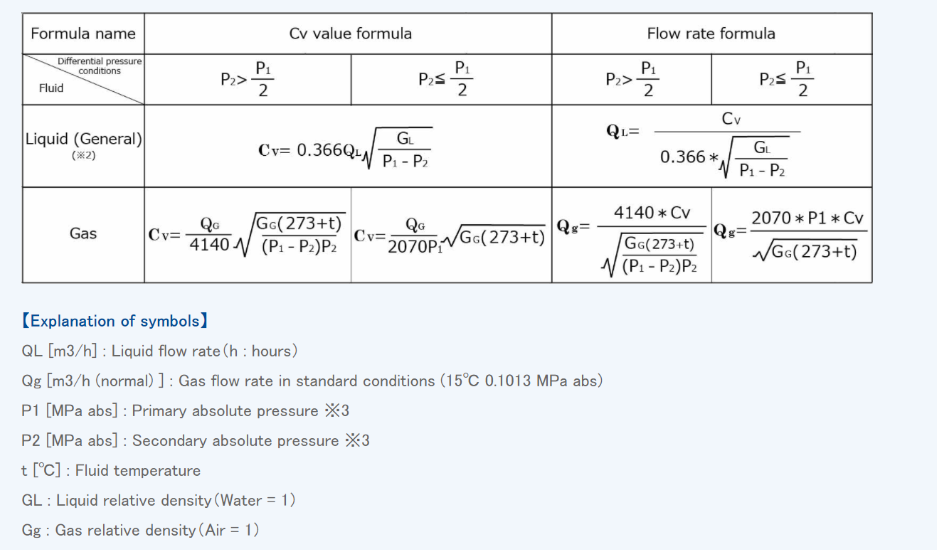 Formula name Cv value formula Flow rate formula
Differential pressure
conditions
Fluid
P₂> P₁/2 P₂≤ P₁/2 P₂> P₁/2 P₂≤ P₁/2
Liquid (General)
(※2)
Cv= 0.366QL√(GL/(P₁ - P₂))
QL= Cv/(0.366*√(GL/(P₁ - P₂)))
Gas
Cv= QG/4140 √(GG(273+t)/((P₁ - P₂)P₂))
Cv= QG/2070P₁ √GG(273+t)
Qg= 4140*Cv/√(GG(273+t)/((P₁ - P₂)P₂))
Qg= 2070*P1*Cv/√GG(273+t)
【Explanation of symbols】
QL [m3/h] : Liquid flow rate(h : hours)
Qg [m3/h (normal) ] : Gas flow rate in standard conditions (15℃ 0.1013 MPa abs)
P1 [MPa abs] : Primary absolute pressure ※3
P2 [MPa abs] : Secondary absolute pressure ※3
t [℃] : Fluid temperature
GL : Liquid relative density(Water = 1)
Gg : Gas relative density(Air = 1)